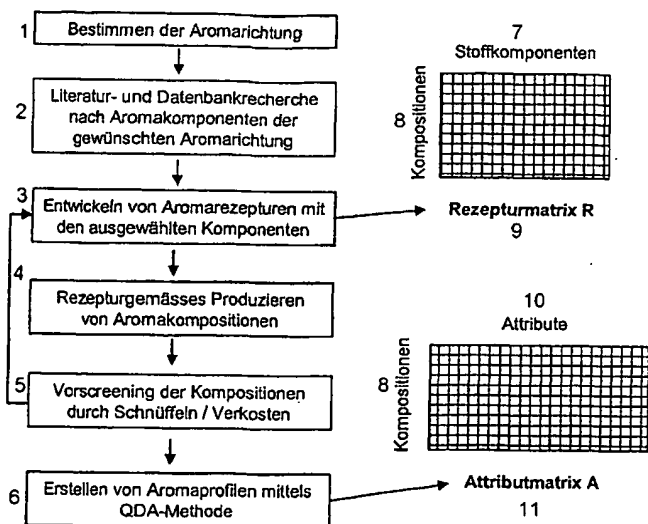 1
Bestimmen der Aromarichtung
2
Literatur- und Datenbankrecherche
nach Aromakomponenten der
gewünschten Aromarichtung
3
Entwickeln von Aromarezepturen mit
den ausgewählten Komponenten
4
Rezepturgemässes Produzieren
von Aromakompositionen
5
Vorscreening der Kompositionen
durch Schnüffeln / Verkosten
6
Erstellen von Aromaprofilen mittels
QDA-Methode
7
Stoffkomponenten
8
Kompositionen
Rezepturmatrix R
9
10
Attribute
8
Kompositionen
Attributmatrix A
11